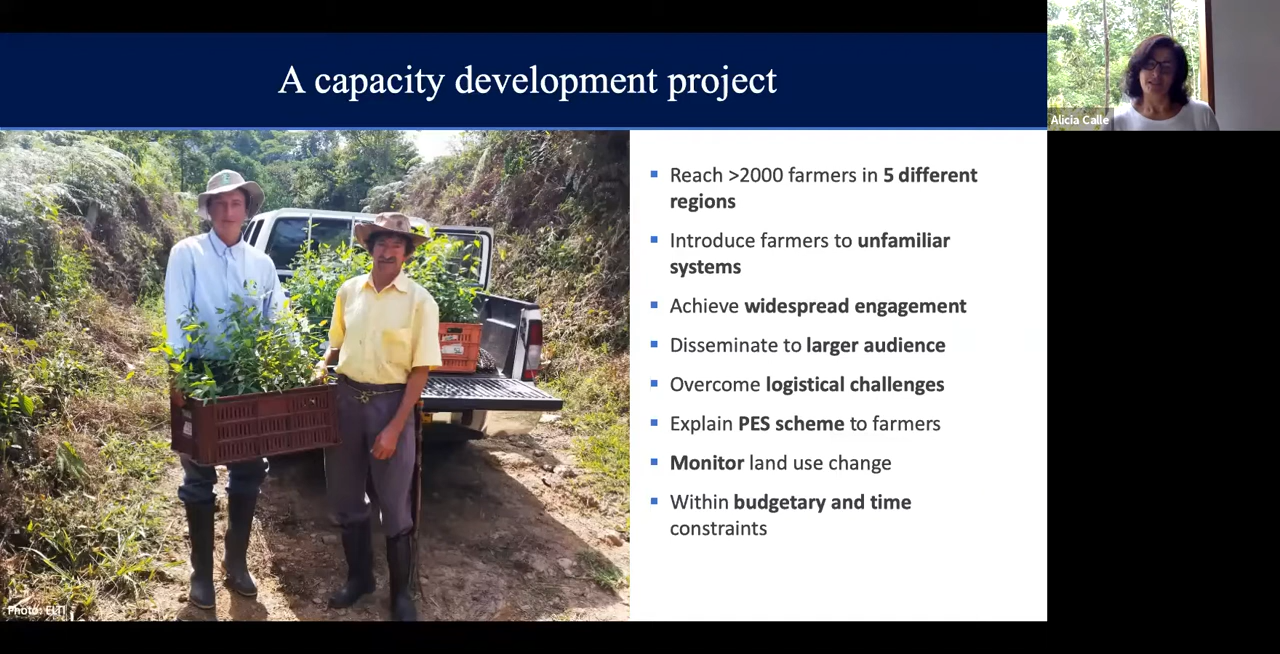 A capacity development project
Alicia Calle
Reach >2000 farmers in 5 different
regions
Introduce farmers to unfamiliar
systems
Achieve widespread engagement
Disseminate to larger audience
Overcome logistical challenges
Explain PES scheme to farmers
Monitor land use change
Within budgetary and time
constraints
Photo: ELTI